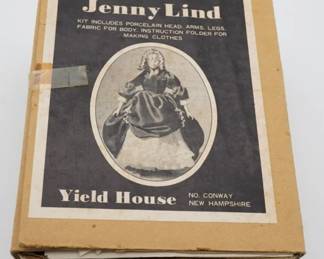 Jenny Lind
KIT INCLUDES PORCELAIN HEAD, ARMS, LEGS
FABRIC FOR BODY, INSTRUCTION FOLDER FOR
MAKING CLOTHES
Yield House
NO. CONWAY
NEW HAMPSHIRE